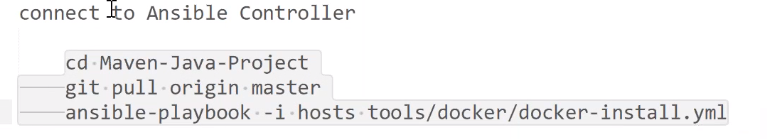 connect to Ansible Controller
cd Maven-Java-Project
git pull origin master
ansible-playbook -i hosts tools/docker/docker-install.yml